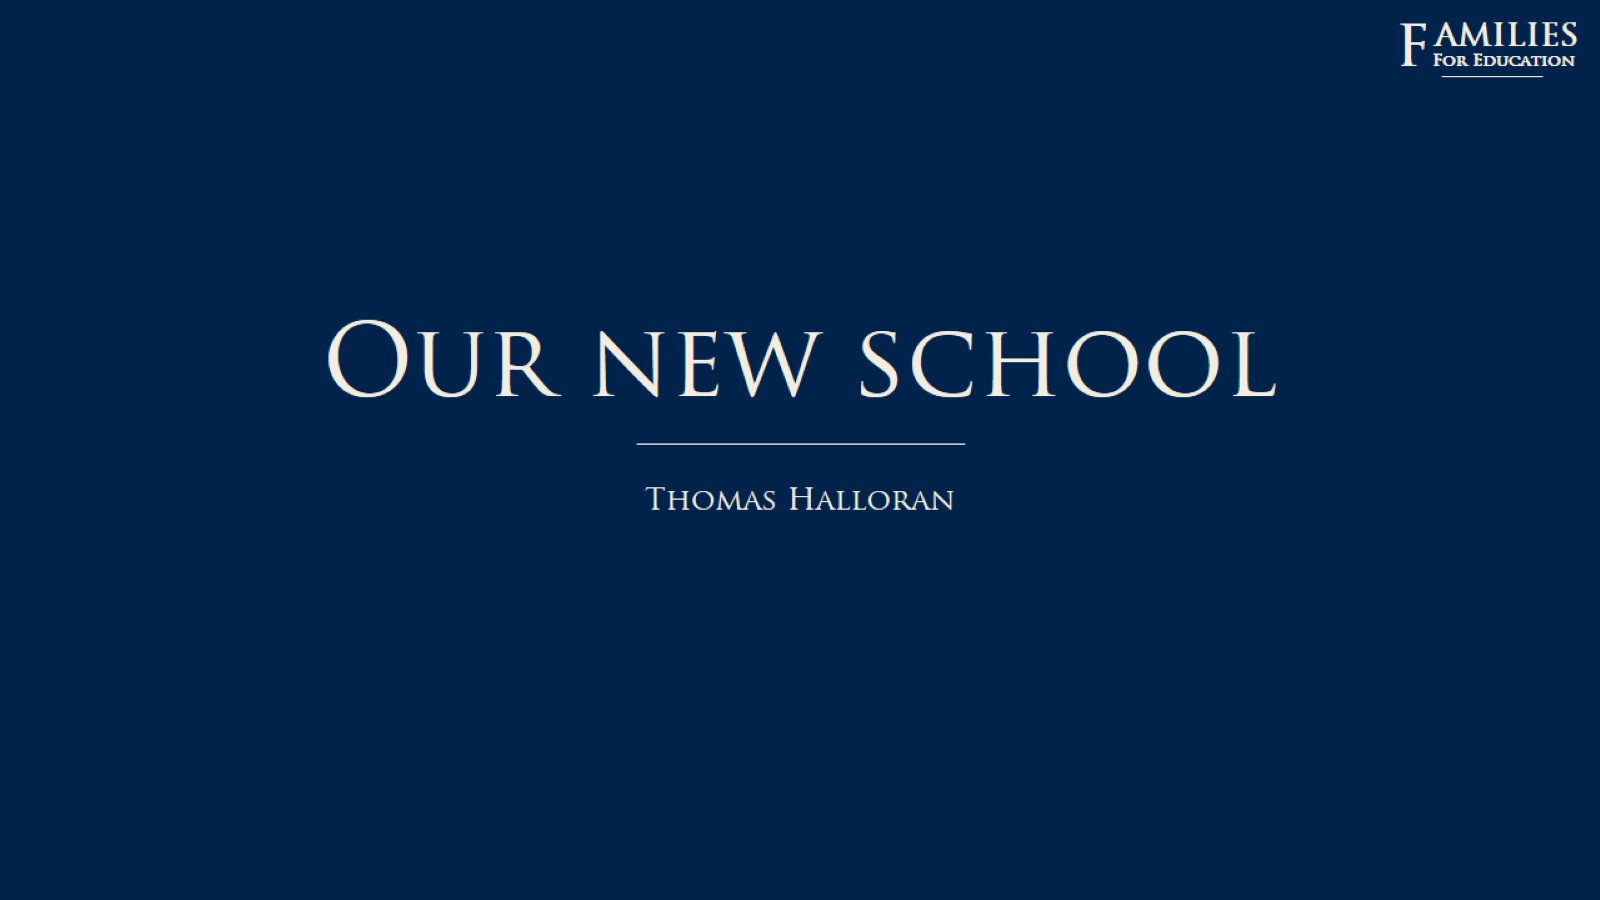 FAMILIES
FOR EDUCATION
OUR NEW SCHOOL
THOMAS HALLORAN